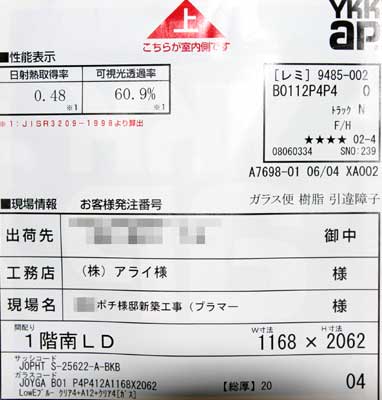 上
こちらが室内側です
YKK
ap
■性能表示
日射熱取得率 可視光透過率
0.48 ※1 60.9% ※1
※1:JISR3209-1998より算出
[レミ] 9485-002
B0112P4P4 0
トラック N
F/H
★★★★ 02-4
08060334 SNO:239
A7698-01 06/04 XA002
ガラス便 樹脂 引違障子
■現場情報 お客様発注番号
出荷先 御中
工務店 (株)アライ様 様
現場名 ポチ様邸新築工事(プラマー 様
間配り
1階南LD
W寸法 H寸法
1168 × 2062
サッシコード
JOPHT S-25622-A-BKB
ガラスコード
JOYGA B01 P4P412A1168X2062
LowEブルー クリア4+A12+クリア4[ガス]
【総厚】20 04